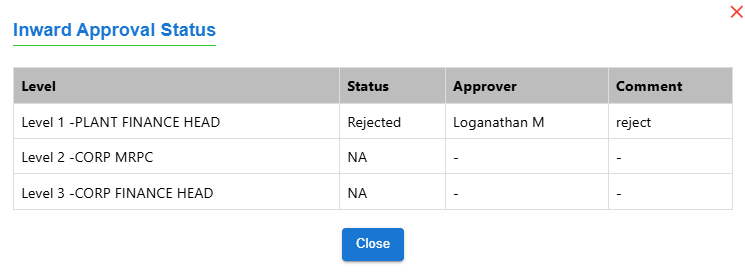 Inward Approval Status
Level Status Approver Comment
Level 1 -PLANT FINANCE HEAD Rejected Loganathan M reject
Level 2 -CORP MRPC NA - -
Level 3 -CORP FINANCE HEAD NA - -
Close